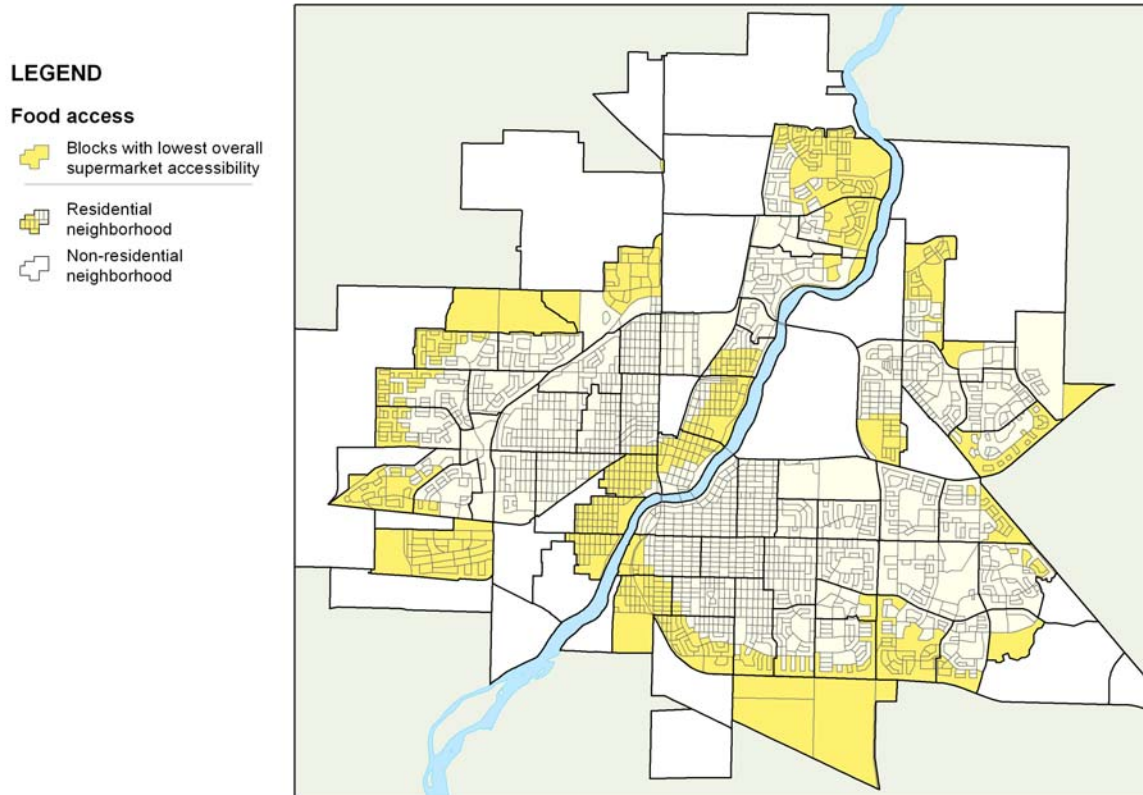 LEGEND
Food access
Blocks with lowest overall
supermarket accessibility
Residential
neighborhood
Non-residential
neighborhood